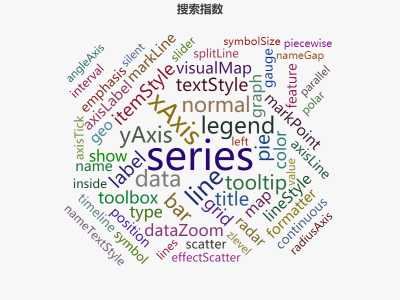 搜索指数
symbolSize
piecewise
silent
slider
splitLine
nameGap
angleAxis
markLine
gauge
interval
emphasis
visualMap
parallel
axisLabel
itemStyle
textStyle
graph
feature
polar
geo
xAxis
normal
markPoint
axisTick
yAxis
legend
left
pie
color
axisLine
show
series
name
label
data
value
inside
line
tooltip
lineStyle
toolbox
bar
title
map
timeline
type
grid
formatter
nameTextStyle
position
radar
continuous
symbol
dataZoom
zlevel
radiusAxis
lines
scatter
effectScatter